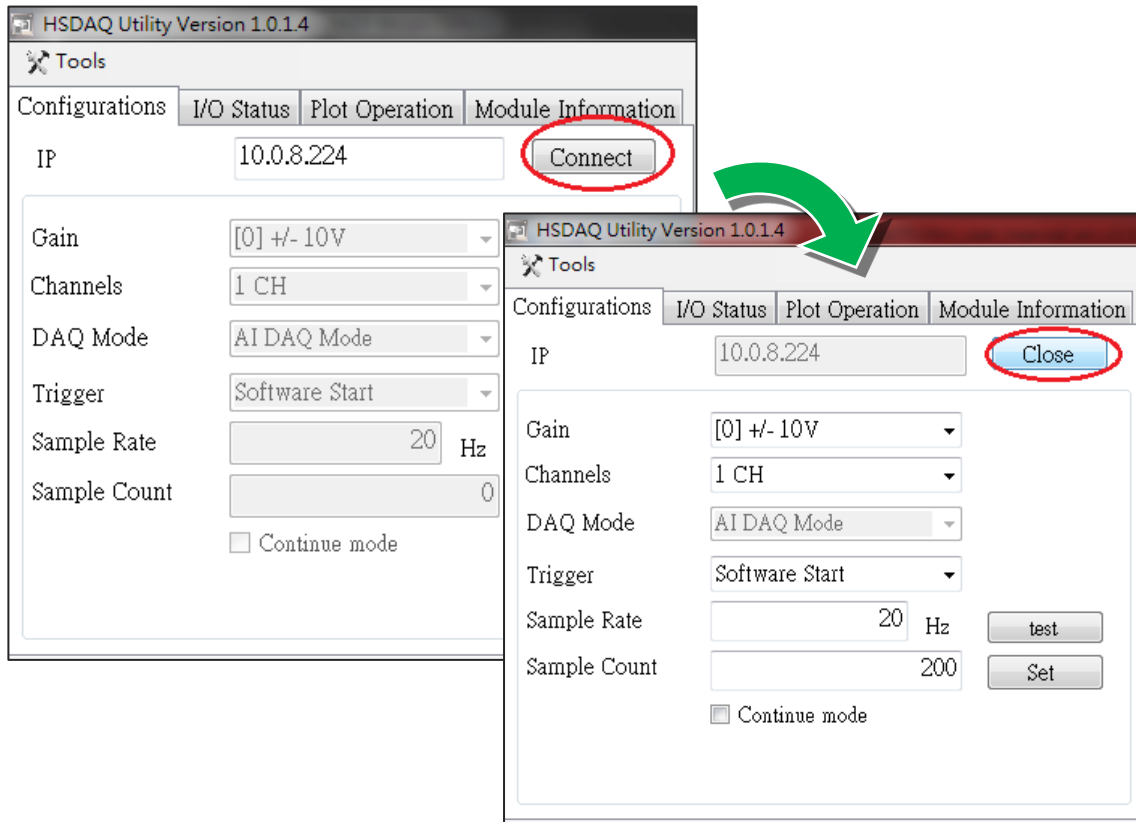 HSDAQ Utility Version 1.0.1.4
Tools
Configurations I/O Status Plot Operation Module Information
IP 10.0.8.224 Connect
Gain [0] +/- 10V
Channels 1 CH
DAQ Mode AI DAQ Mode
Trigger Software Start
Sample Rate 20 Hz
Sample Count 0
Continue mode
HSDAQ Utility Version 1.0.1.4
Tools
Configurations I/O Status Plot Operation Module Information
IP 10.0.8.224 Close
Gain [0] +/- 10V
Channels 1 CH
DAQ Mode AI DAQ Mode
Trigger Software Start
Sample Rate 20 Hz test
Sample Count 200 Set
Continue mode